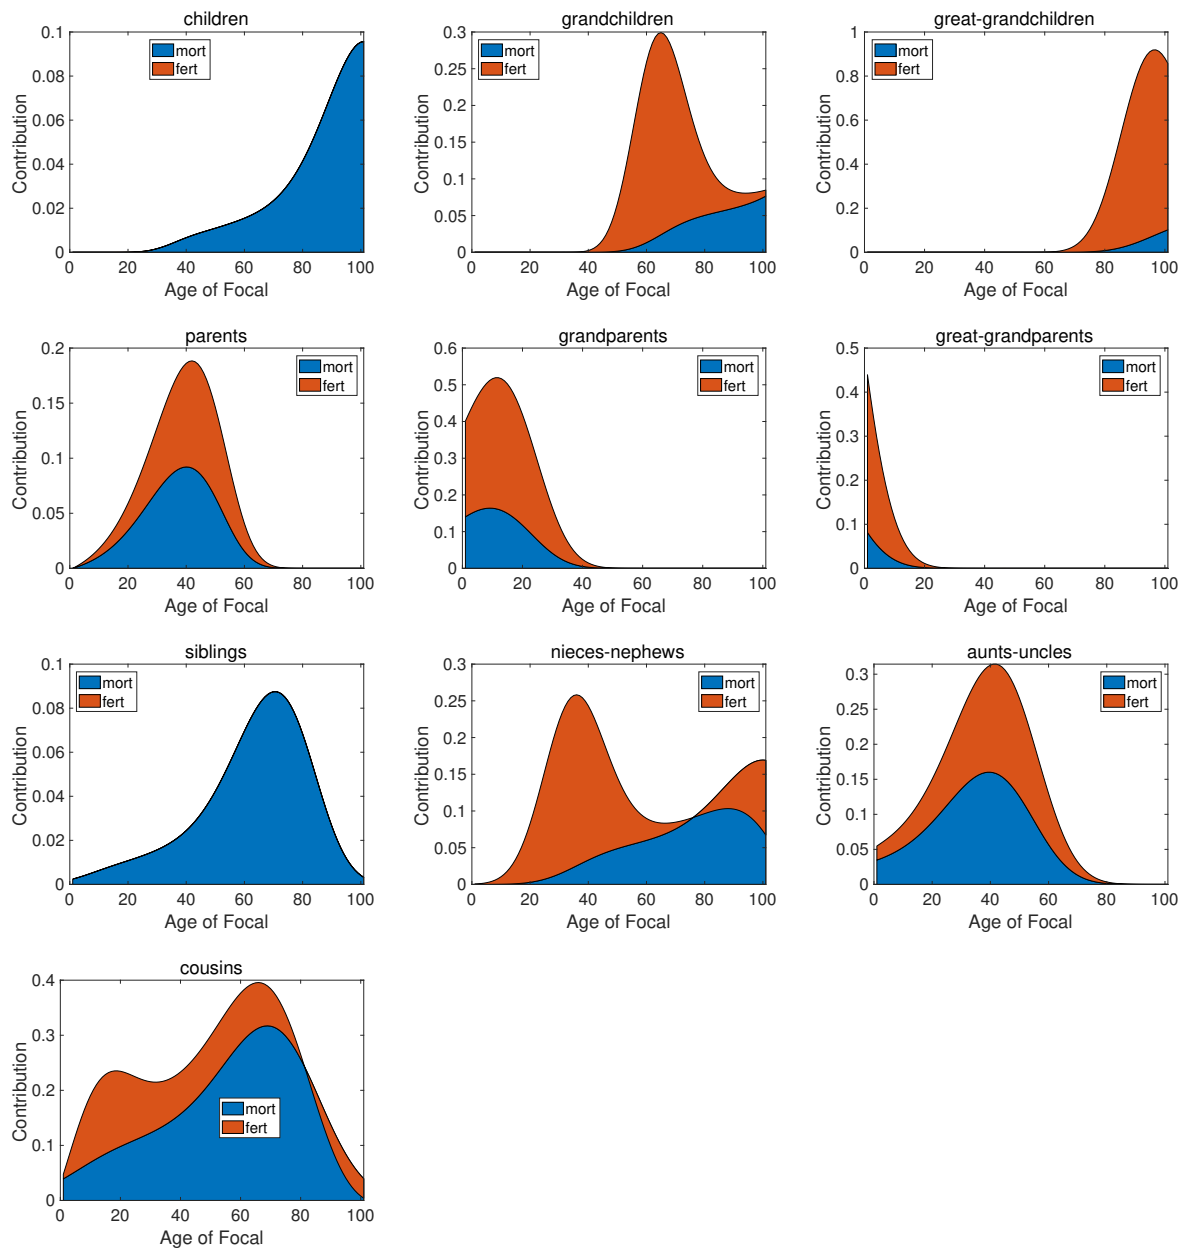 children
0.1
0.08
0.06
0.04
0.02
0
Contribution
mort
fert
0 20 40 60 80 100
Age of Focal
grandchildren
0.3
0.25
0.2
0.15
0.1
0.05
0
Contribution
mort
fert
0 20 40 60 80 100
Age of Focal
great-grandchildren
1
0.8
0.6
0.4
0.2
0
Contribution
mort
fert
0 20 40 60 80 100
Age of Focal
parents
0.2
0.15
0.1
0.05
0
Contribution
mort
fert
0 20 40 60 80 100
Age of Focal
grandparents
0.6
0.5
0.4
0.3
0.2
0.1
0
Contribution
mort
fert
0 20 40 60 80 100
Age of Focal
great-grandparents
0.5
0.4
0.3
0.2
0.1
0
Contribution
mort
fert
0 20 40 60 80 100
Age of Focal
siblings
0.1
0.08
0.06
0.04
0.02
0
Contribution
mort
fert
0 20 40 60 80 100
Age of Focal
nieces-nephews
0.3
0.25
0.2
0.15
0.1
0.05
0
Contribution
mort
fert
0 20 40 60 80 100
Age of Focal
aunts-uncles
0.3
0.25
0.2
0.15
0.1
0.05
0
Contribution
mort
fert
0 20 40 60 80 100
Age of Focal
cousins
0.4
0.3
0.2
0.1
0
Contribution
mort
fert
0 20 40 60 80 100
Age of Focal